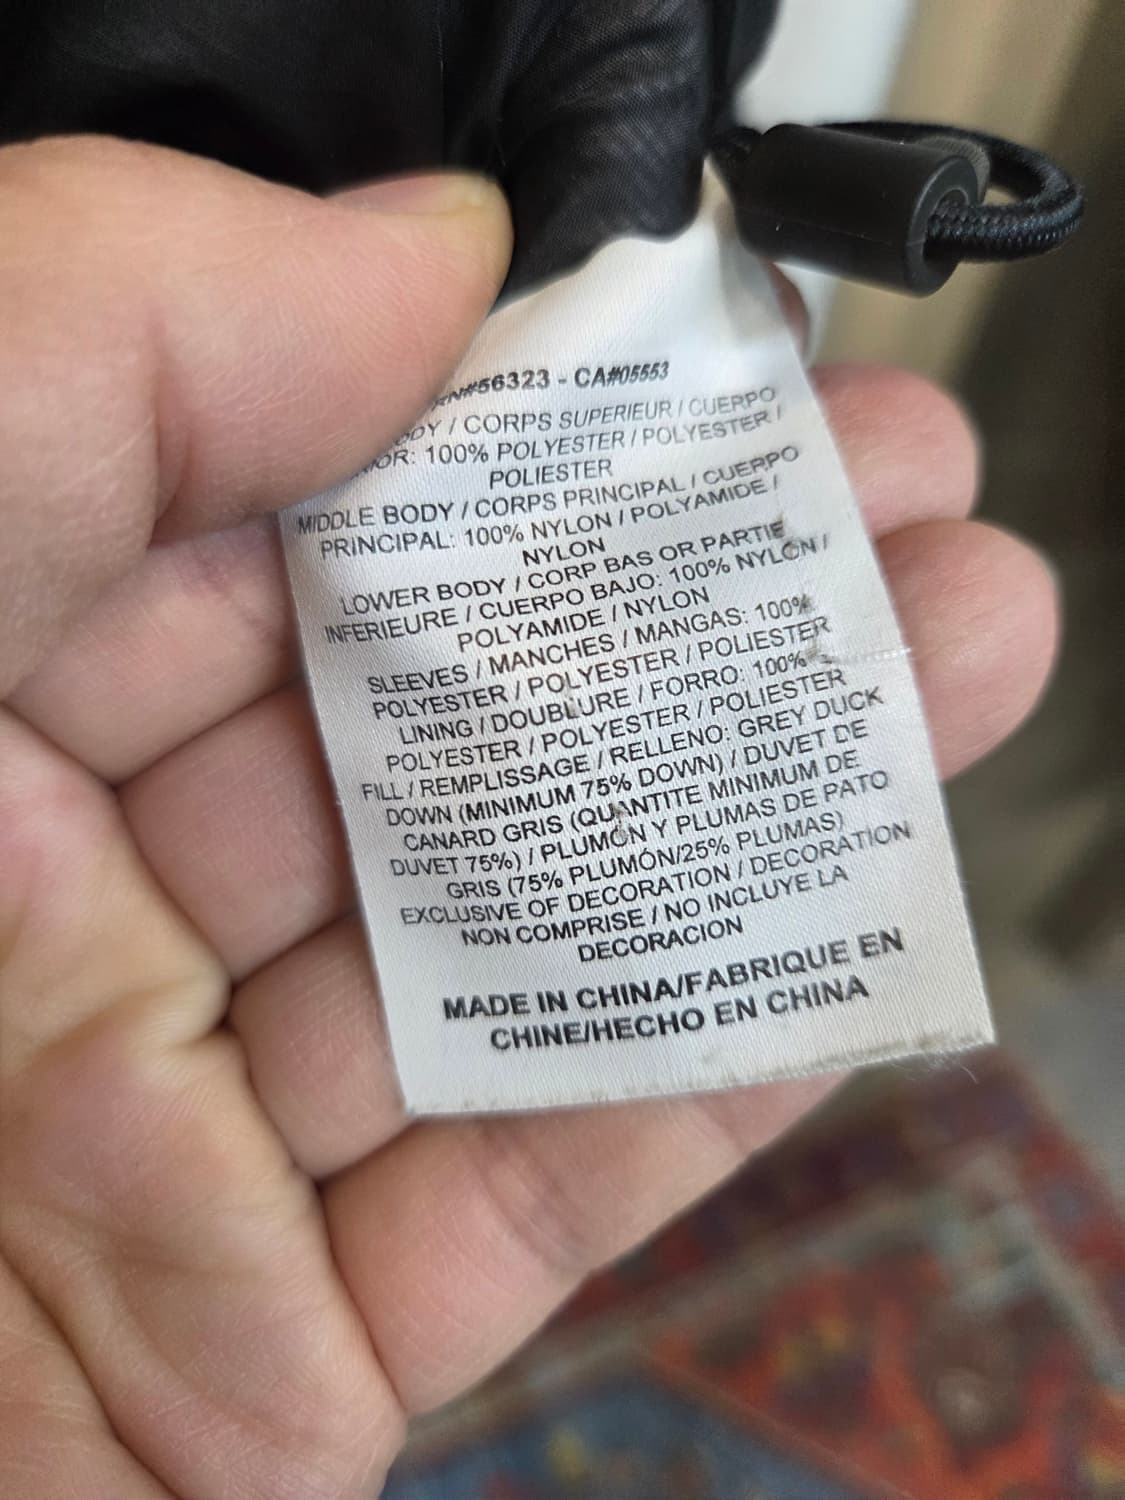 RN#56323 - CA#05553
BODY / CORPS SUPERIEUR / CUERPO
100% POLYESTER / POLYESTER /
POLIESTER
MIDDLE BODY / CORPS PRINCIPAL / CUERPO
PRINCIPAL: 100% NYLON / POLYAMIDE /
NYLON
LOWER BODY / CORP BAS OR PARTIE
INFERIEURE / CUERPO BAJO: 100% NYLON /
POLYAMIDE / NYLON
SLEEVES / MANCHES / MANGAS: 100%
POLYESTER / POLYESTER / POLIESTER
LINING / DOUBLURE / FORRO: 100%
POLYESTER / POLYESTER / POLIESTER
FILL / REMPLISSAGE / RELLENO: GREY DUCK
DOWN (MINIMUM 75% DOWN) / DUVET DE
CANARD GRIS (QUANTITE MINIMUM DE
DUVET 75%) / PLUMÓN Y PLUMAS DE PATO
GRIS (75% PLUMÓN/25% PLUMAS)
EXCLUSIVE OF DECORATION / DECORATION
NON COMPRISE / NO INCLUYE LA
DECORACION
MADE IN CHINA/FABRIQUE EN
CHINE/HECHO EN CHINA